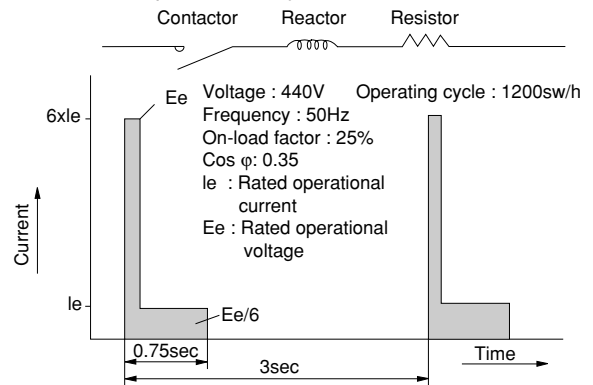 Contactor Reactor Resistor
Ee
Voltage : 440V Operating cycle : 1200sw/h
Frequency : 50Hz
On-load factor : 25%
Cos φ: 0.35
Ie : Rated operational
current
Ee : Rated operational
voltage
6xIe
Current
Ie
Ee/6
0.75sec
3sec
Time